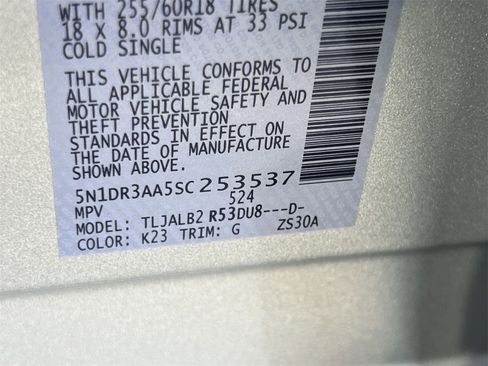 WITH 255/60R18 TIRES
18 X 8.0 RIMS AT 33 PSI
COLD SINGLE
THIS VEHICLE CONFORMS TO
ALL APPLICABLE FEDERAL
MOTOR VEHICLE SAFETY AND
THEFT PREVENTION
STANDARDS IN EFFECT ON
THE DATE OF MANUFACTURE
SHOWN ABOVE.
5N1DR3AA5SC253537
MPV 524
MODEL: TLJALB2 R53DU8---D-
COLOR: K23 TRIM: G ZS30A